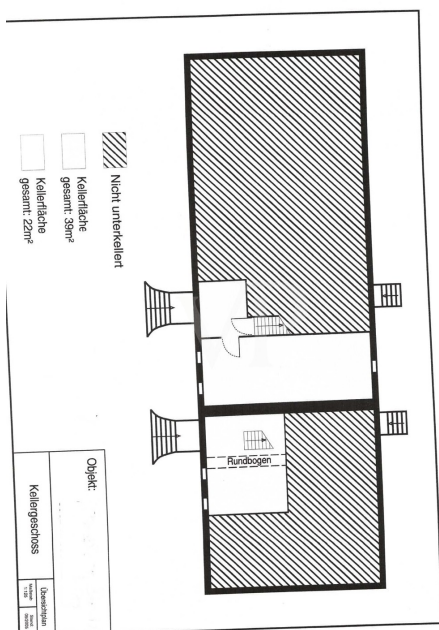 Nicht unterkellert
Kellerfläche
gesamt: 39m²
Kellerfläche
gesamt: 22m²
Rundbogen
Objekt:
Kellergeschoss
Übersichtsplan